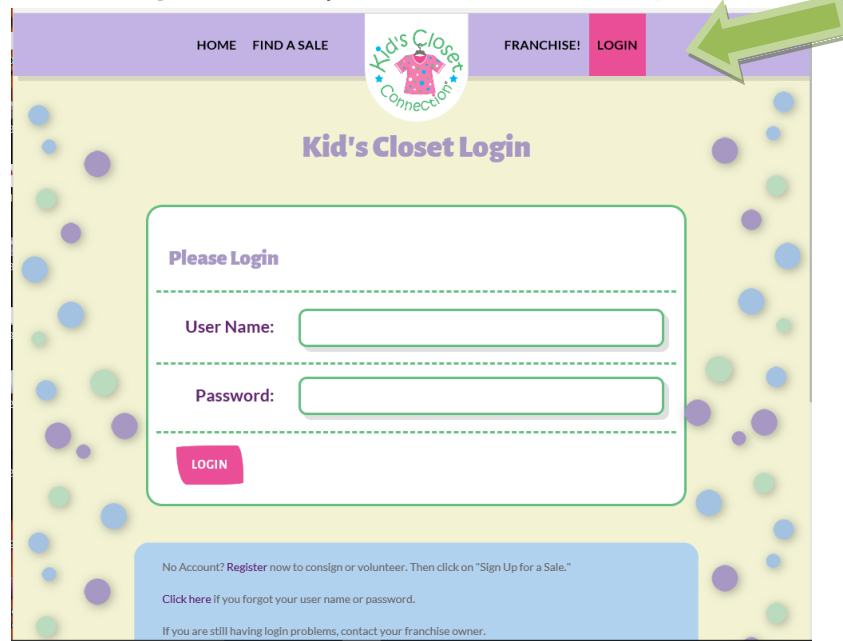 HOME FIND A SALE
Kid's Closet
Connection
FRANCHISE! LOGIN
Kid's Closet Login
Please Login
User Name:
Password:
LOGIN
No Account? Register now to consign or volunteer. Then click on "Sign Up for a Sale."
Click here if you forgot your user name or password.
If you are still having login problems, contact your franchise owner.